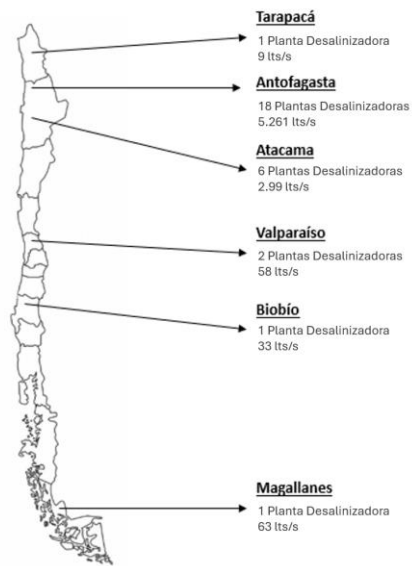 Tarapacá
1 Planta Desalinizadora
9 lts/s
Antofagasta
18 Plantas Desalinizadoras
5.261 lts/s
Atacama
6 Plantas Desalinizadoras
2.99 lts/s
Valparaíso
2 Plantas Desalinizadoras
58 lts/s
Biobío
1 Planta Desalinizadora
33 lts/s
Magallanes
1 Planta Desalinizadora
63 lts/s